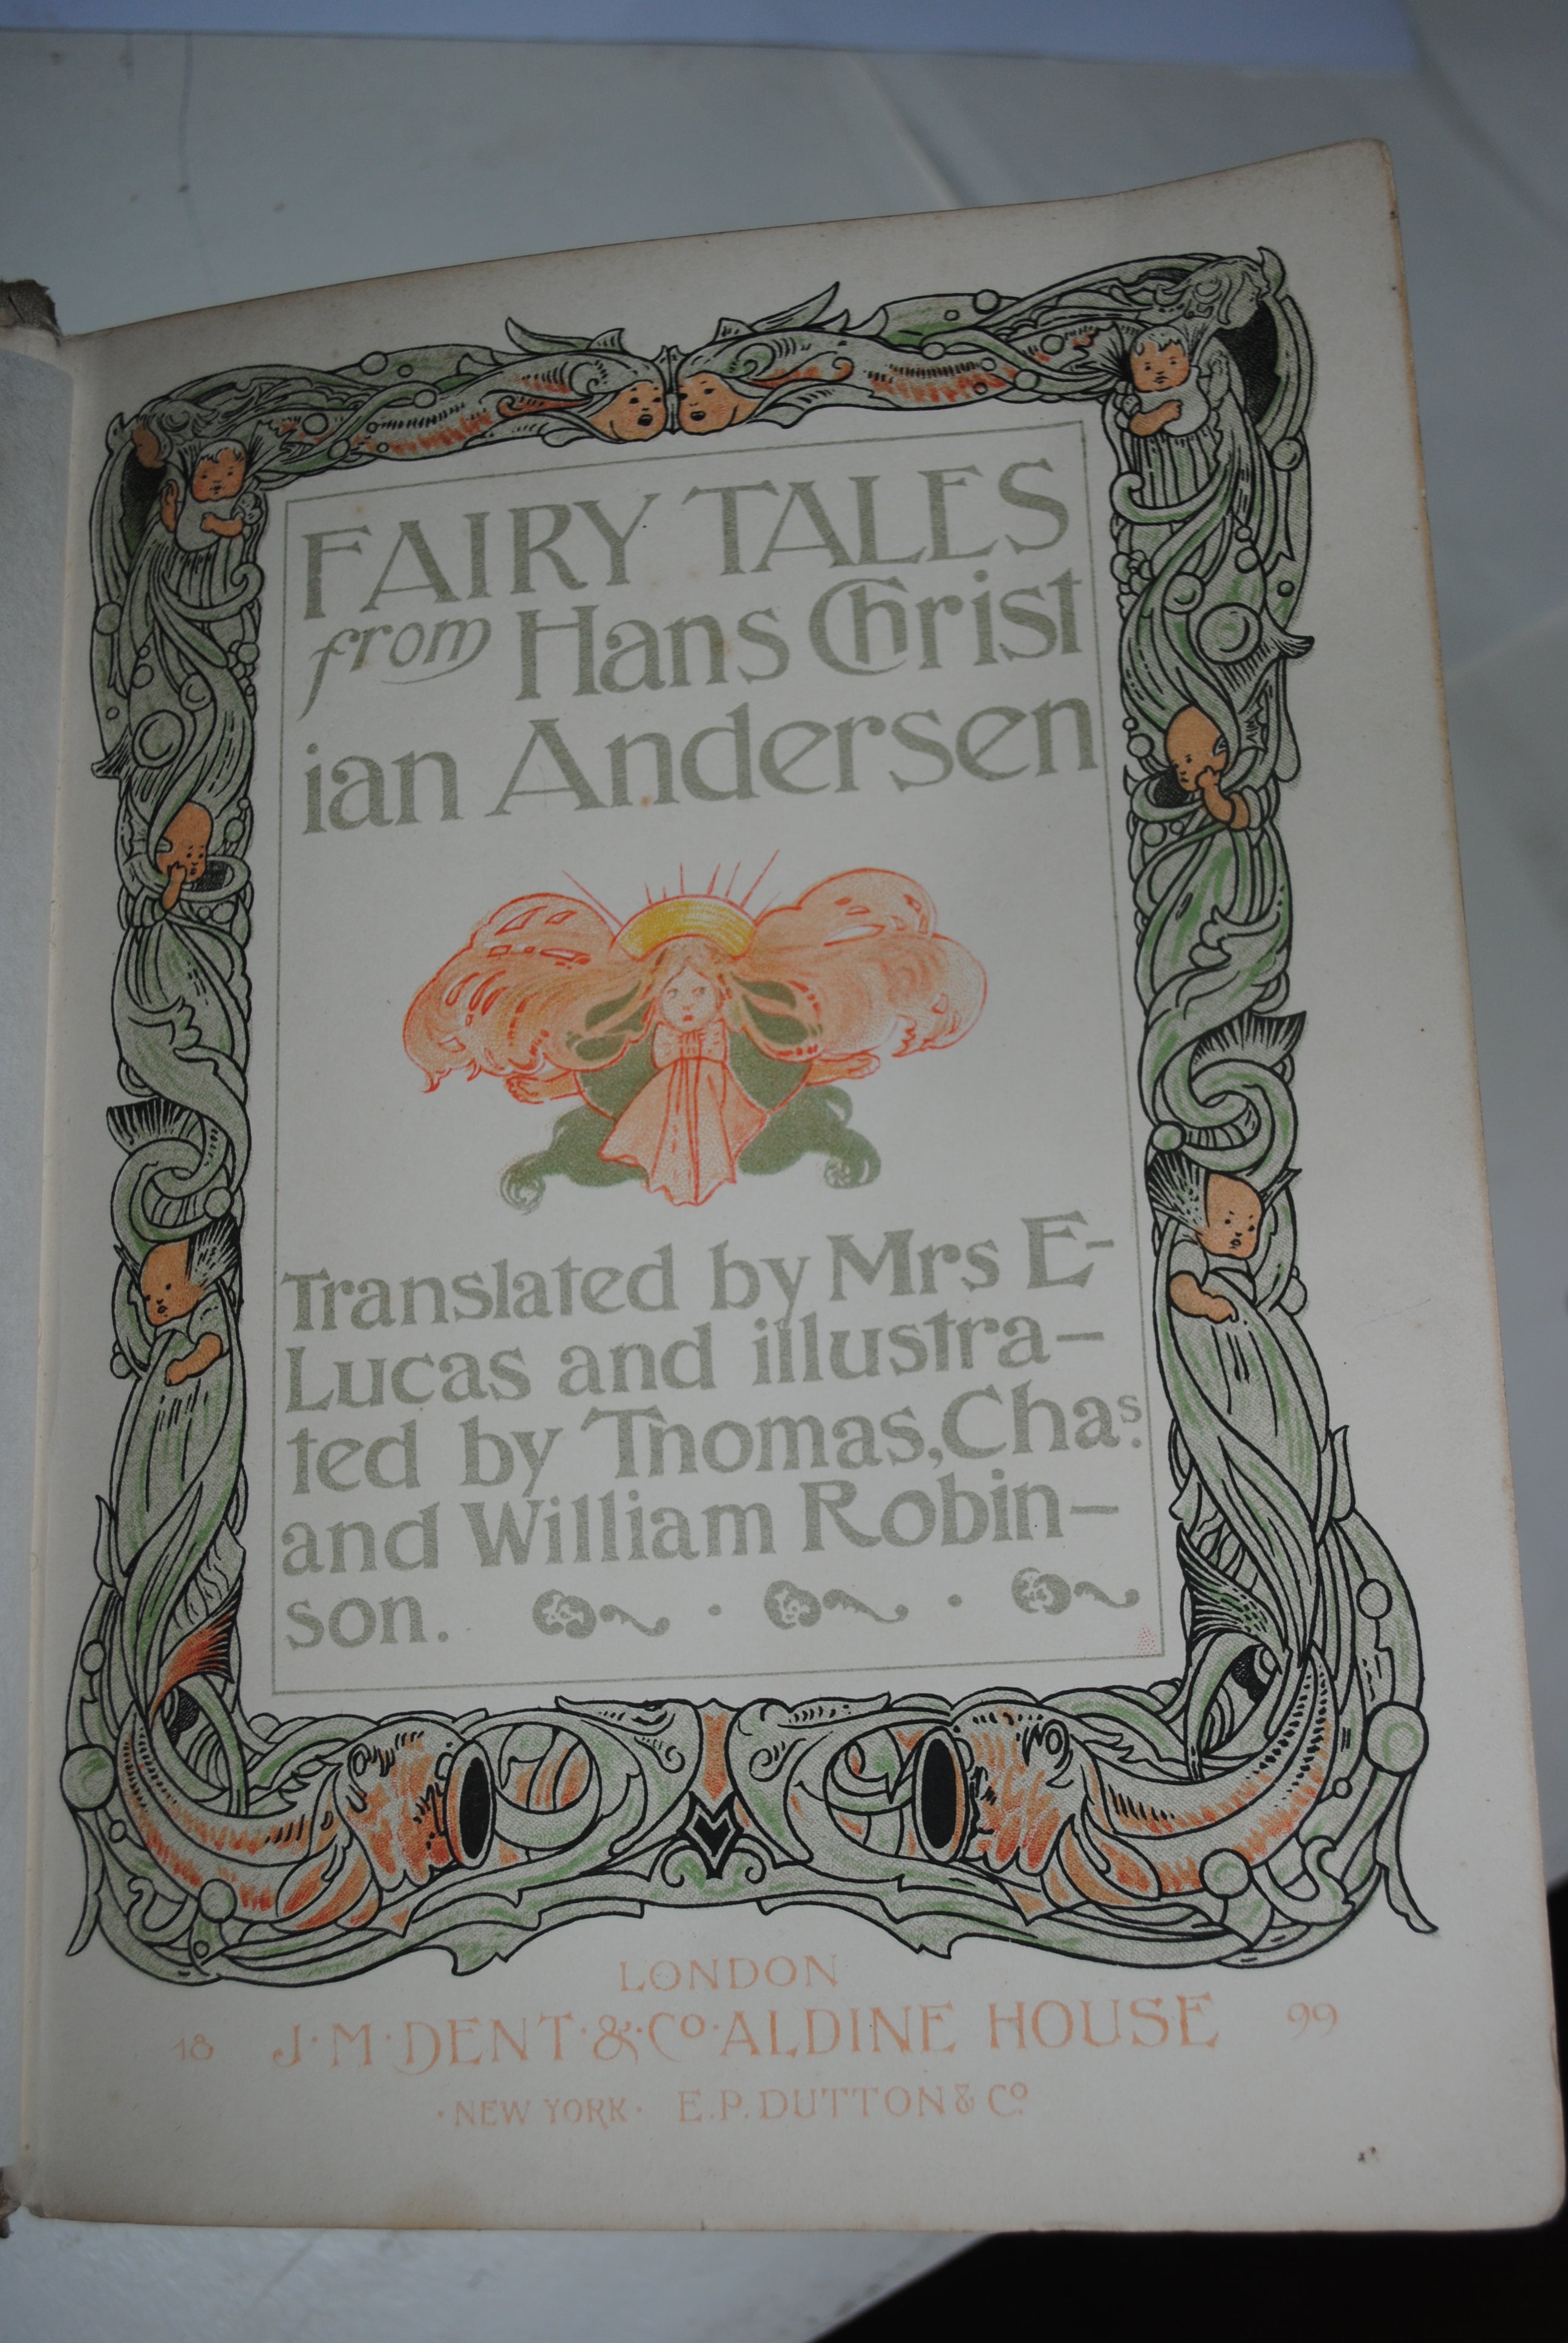 FAIRY TALES
from Hans Christ
ian Andersen
Translated by Mrs E-
Lucas and illustra-
ted by Thomas, Chas.
and William Robin-
son.
LONDON
18 J·M·DENT·&·Co·ALDINE HOUSE 99
·NEW YORK· E.P. DUTTON & Co